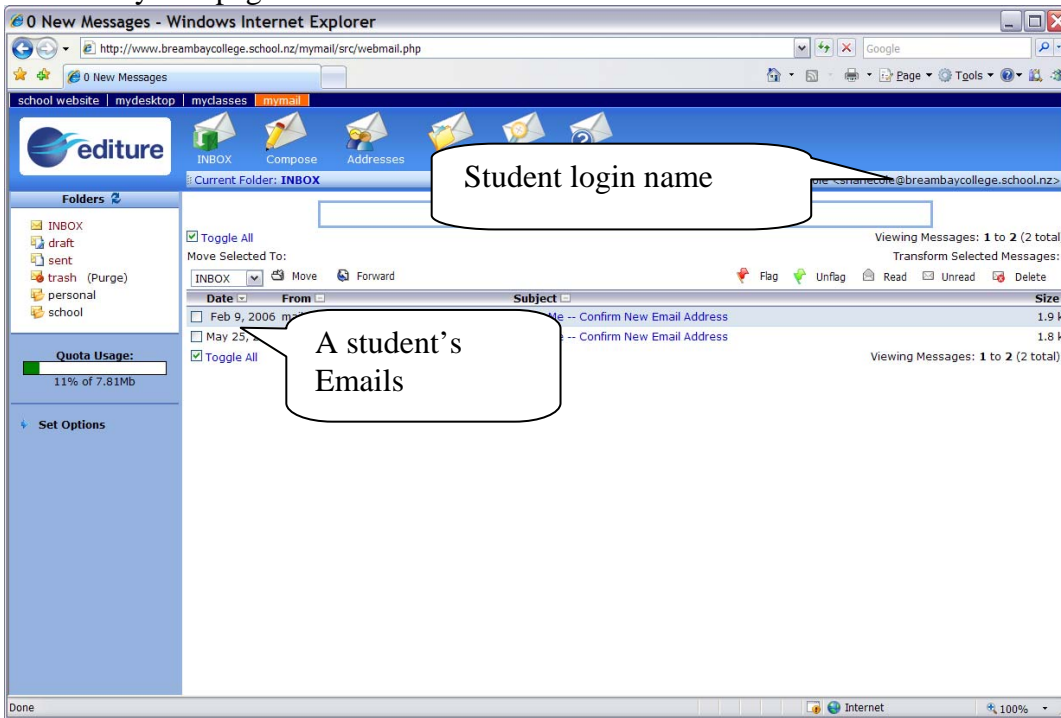 0 New Messages - Windows Internet Explorer
http://www.breambaycollege.school.nz/mymail/src/webmail.php
Google
0 New Messages
Page
Tools
school website | mydesktop | myclasses | mymail
editure
INBOX
Compose
Addresses
Student login name
Current Folder: INBOX
@breambaycollege.school.nz>
Folders
INBOX
draft
sent
trash (Purge)
personal
school
Quota Usage:
11% of 7.81Mb
Set Options
Toggle All
Viewing Messages: 1 to 2 (2 total)
Move Selected To:
Transform Selected Messages:
INBOX
Move
Forward
Flag
Unflag
Read
Unread
Delete
Date
From
Subject
Size
Feb 9, 2006
Me -- Confirm New Email Address
1.9 k
May 25,
-- Confirm New Email Address
1.8 k
A student's
Emails
Toggle All
Viewing Messages: 1 to 2 (2 total)
Done
Internet
100%